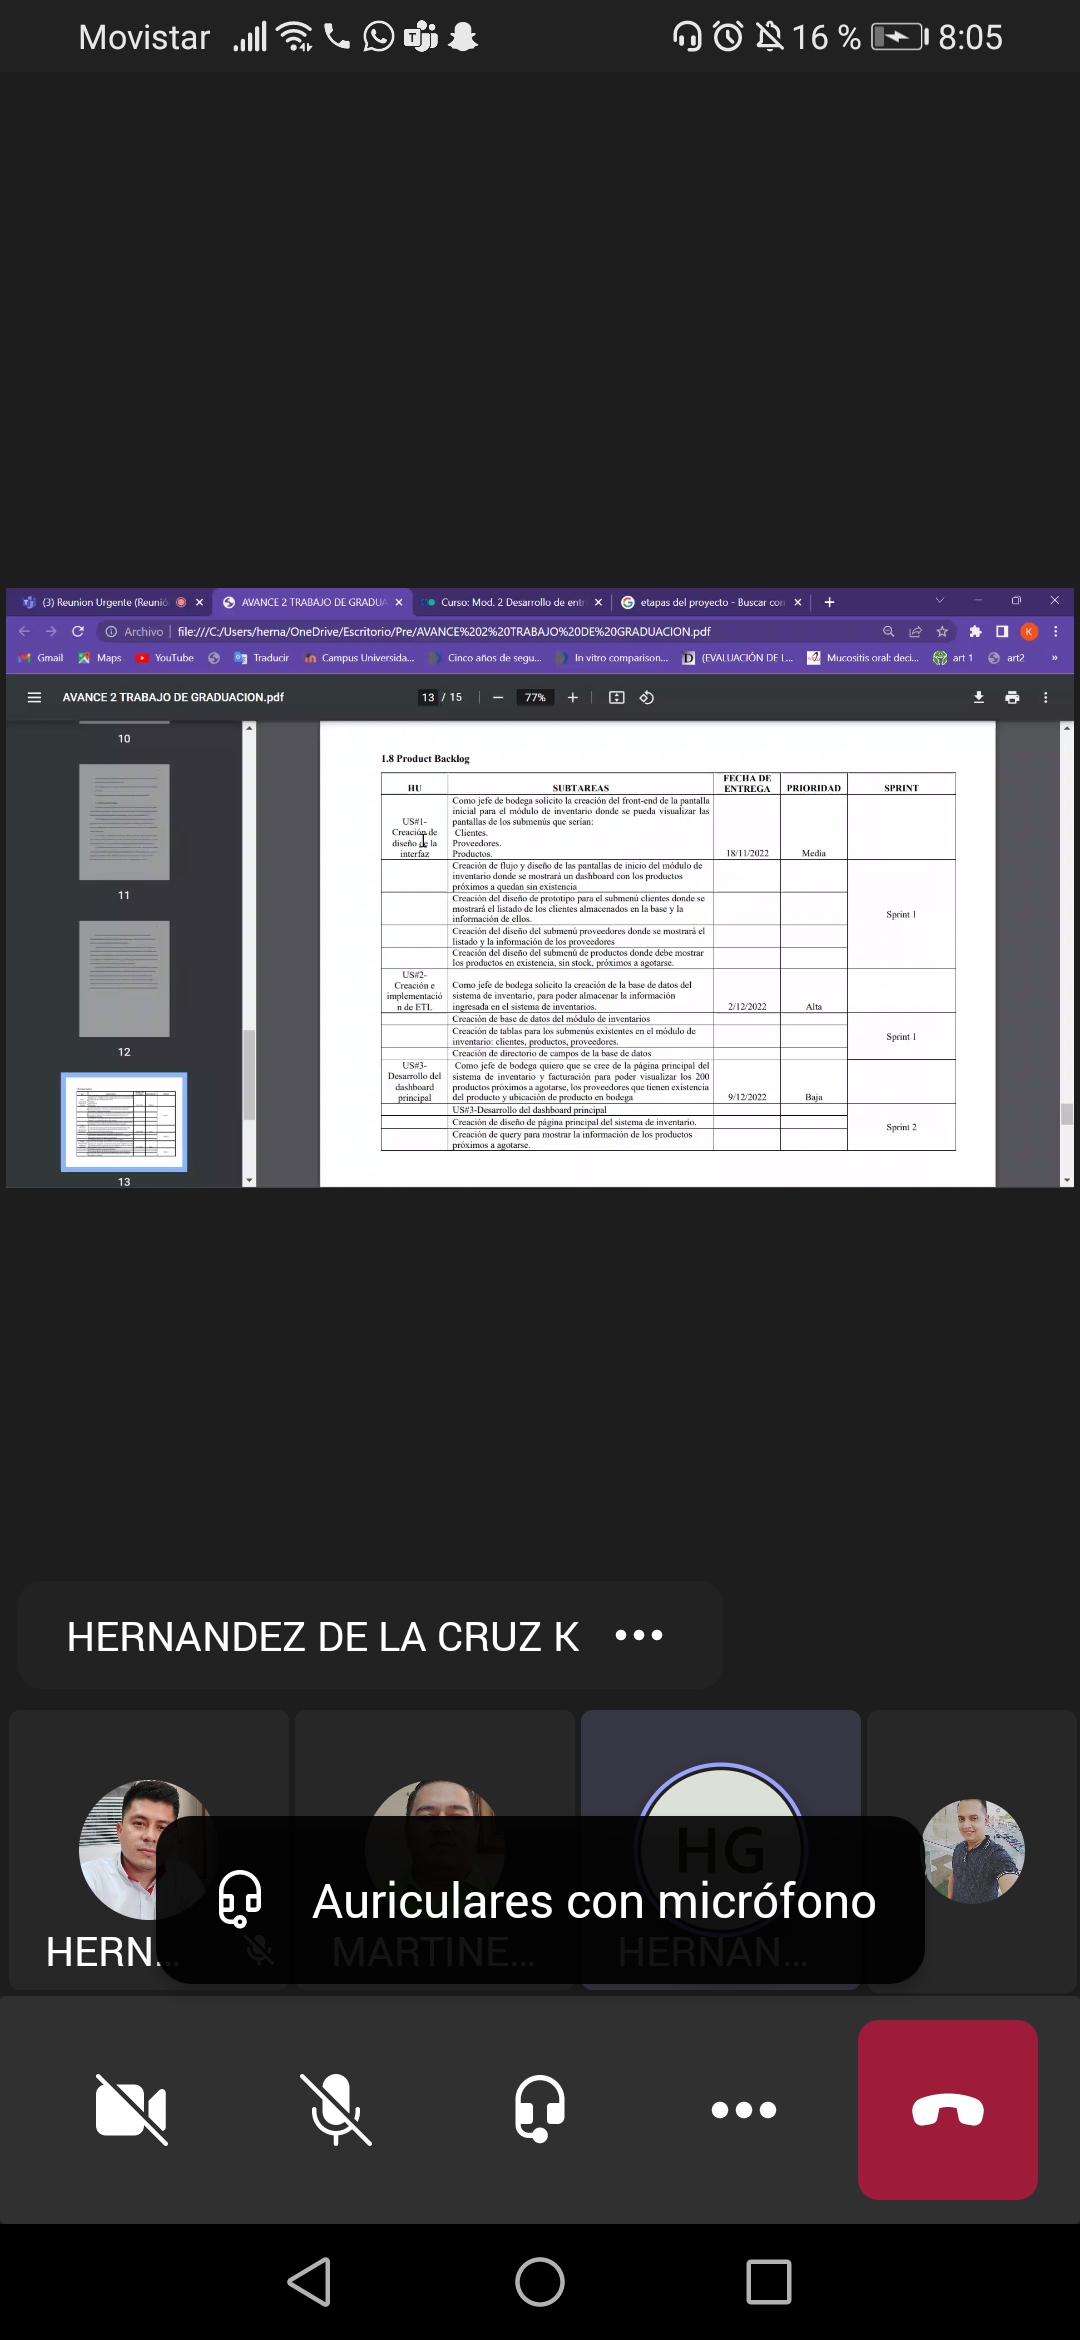 Movistar 16 % 8:05
(3) Reunion Urgente (Reunió
AVANCE 2 TRABAJO DE GRADUA
Curso: Mod. 2 Desarrollo de entr
etapas del proyecto - Buscar con
Archivo file:///C:/Users/herna/OneDrive/Escritorio/Pre/AVANCE%202%20TRABAJO%20DE%20GRADUACION.pdf
K
Gmail Maps YouTube Traducir Campus Universida... Cinco años de segu... In vitro comparison... (EVALUACIÓN DE L... Mucositis oral: deci... art 1 art2 »
AVANCE 2 TRABAJO DE GRADUACION.pdf 13 / 15 77%
10
11
12
13
1.8 Product Backlog
HU SUBTAREAS FECHA DE ENTREGA PRIORIDAD SPRINT
US#1-
Creación de
diseño de la
interfaz
Como jefe de bodega solicito la creación del front-end de la pantalla
inicial para el módulo de inventario donde se pueda visualizar las
pantallas de los submenús que serían:
Clientes.
Proveedores.
Productos.
18/11/2022 Media
Creación de flujo y diseño de las pantallas de inicio del módulo de
inventario donde se mostrará un dashboard con los productos
próximos a quedan sin existencia
Creación del diseño de prototipo para el submenú clientes donde se
mostrará el listado de los clientes almacenados en la base y la
información de ellos.
Creación del diseño del submenú proveedores donde se mostrará el
listado y la información de los proveedores
Creación del diseño del submenú de productos donde debe mostrar
los productos en existencia, sin stock, próximos a agotarse.
Sprint 1
US#2-
Creación e
implementació
n de ETL
Como jefe de bodega solicito la creación de la base de datos del
sistema de inventario, para poder almacenar la información
ingresada en el sistema de inventarios.
2/12/2022 Alta
Creación de base de datos del módulo de inventarios
Creación de tablas para los submenús existentes en el módulo de
inventario: clientes, productos, proveedores.
Creación de directorio de campos de la base de datos
Sprint 1
US#3-
Desarrollo del
dashboard
principal
Como jefe de bodega quiero que se cree de la página principal del
sistema de inventario y facturación para poder visualizar los 200
productos próximos a agotarse, los proveedores que tienen existencia
del producto y ubicación de producto en bodega
9/12/2022 Baja
US#3-Desarrollo del dashboard principal
Creación de diseño de página principal del sistema de inventario.
Creación de query para mostrar la información de los productos
próximos a agotarse.
Sprint 2
HERNANDEZ DE LA CRUZ K
HG
Auriculares con micrófono
HERN...
MARTINE...
HERNAN...